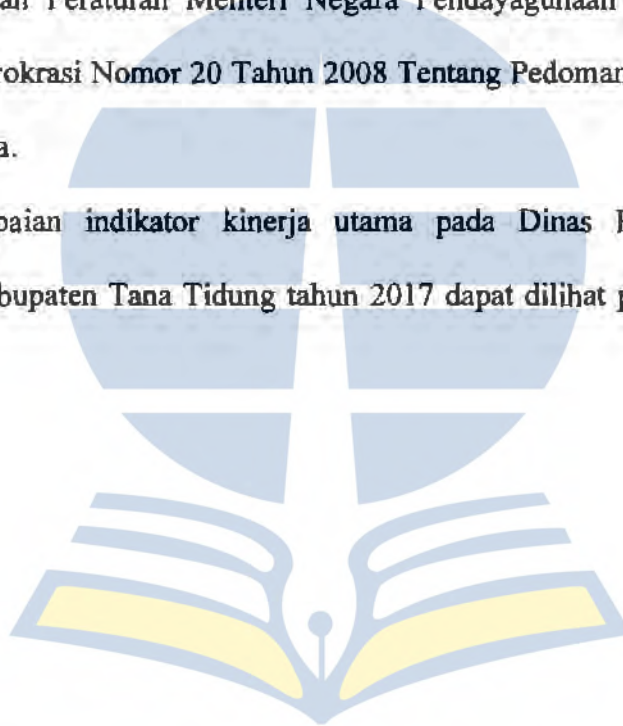 an Peraturan Menteri Negara Pendayagunaan
rokrasi Nomor 20 Tahun 2008 Tentang Pedoman
a.
paian indikator kinerja utama pada Dinas
bupaten Tana Tidung tahun 2017 dapat dilihat p